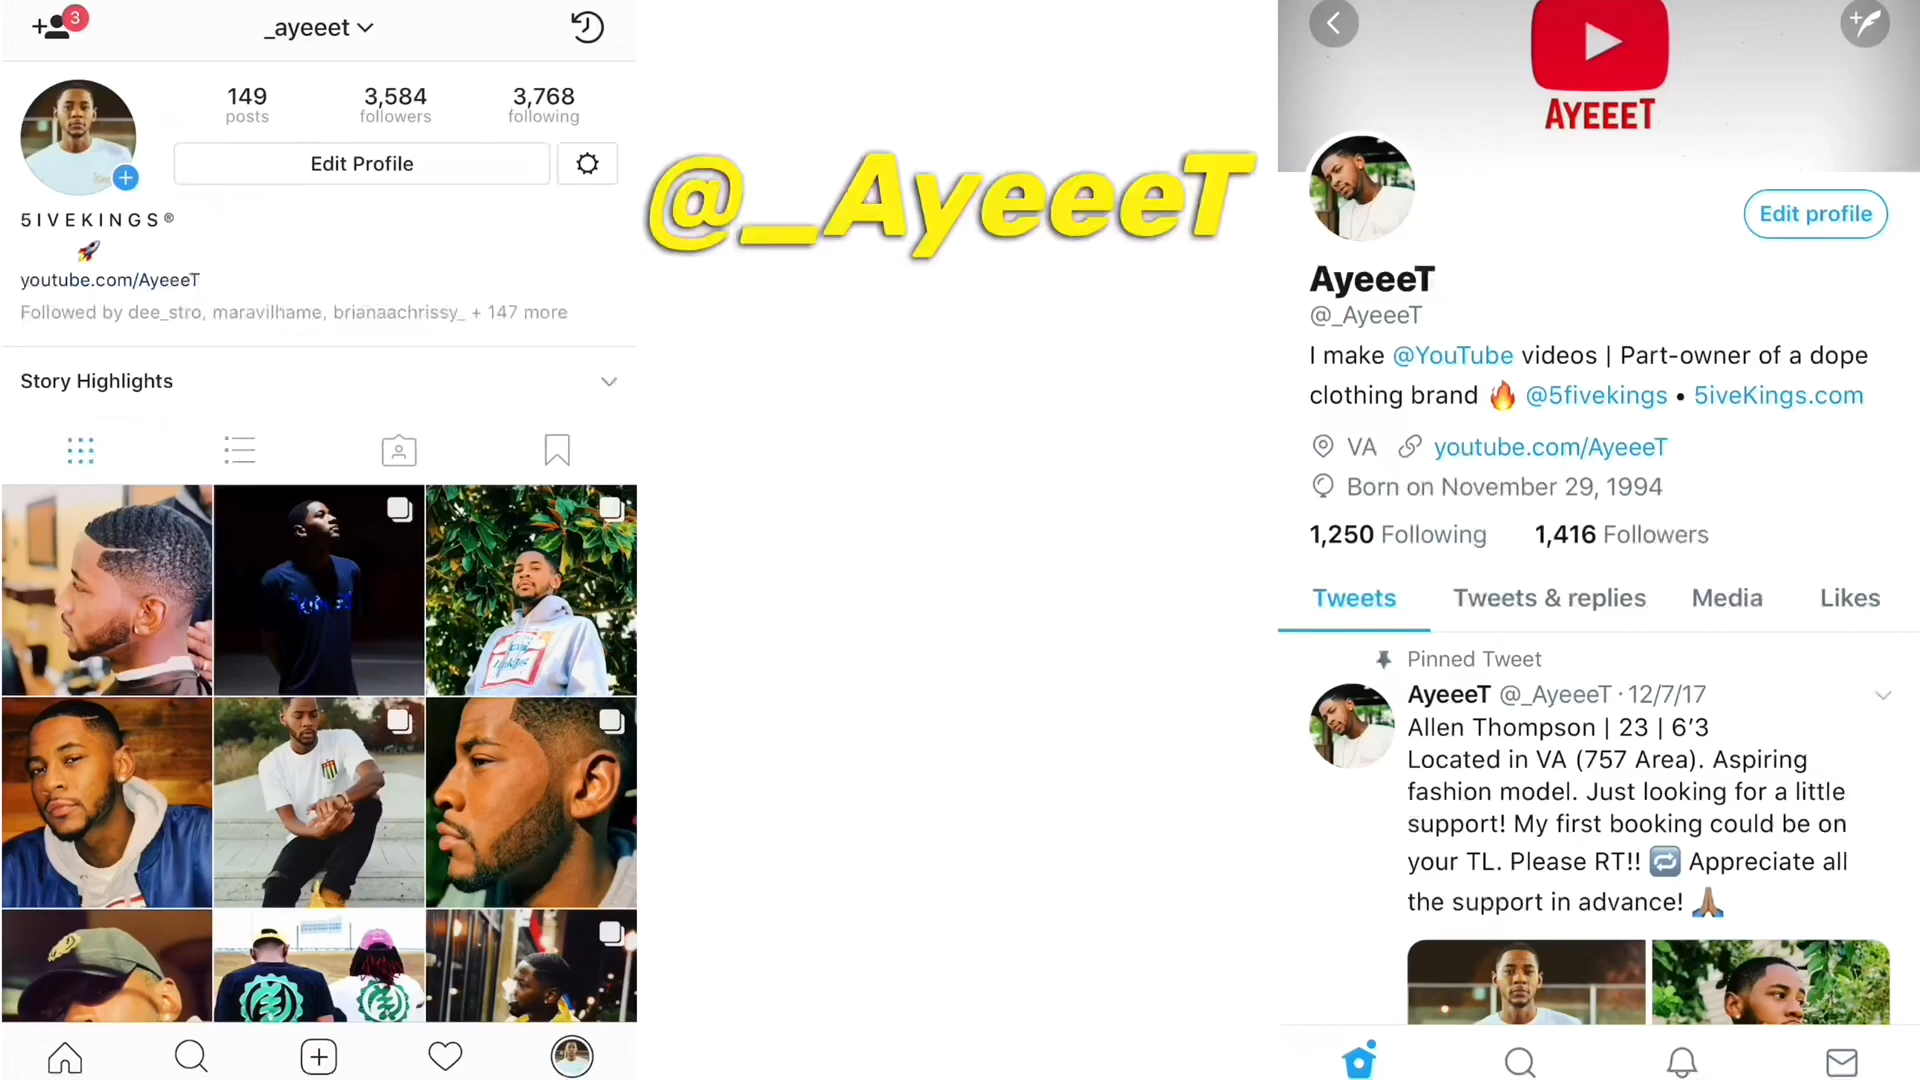 3
_ayeeet
149
posts
3,584
followers
3,768
following
Edit Profile
5IVEKINGS®
🚀
youtube.com/AyeeeT
Followed by dee_stro, maravilhame, brianaachrissy_ + 147 more
Story Highlights
@_AyeeeT
AYEEET
Edit profile
AyeeeT
@_AyeeeT
I make @YouTube videos | Part-owner of a dope
clothing brand 🔥 @5fivekings • 5iveKings.com
VA youtube.com/AyeeeT
Born on November 29, 1994
1,250 Following 1,416 Followers
Tweets Tweets & replies Media Likes
Pinned Tweet
AyeeeT @_AyeeeT · 12/7/17
Allen Thompson | 23 | 6’3
Located in VA (757 Area). Aspiring
fashion model. Just looking for a little
support! My first booking could be on
your TL. Please RT!! 🔁 Appreciate all
the support in advance! 🙏🏽